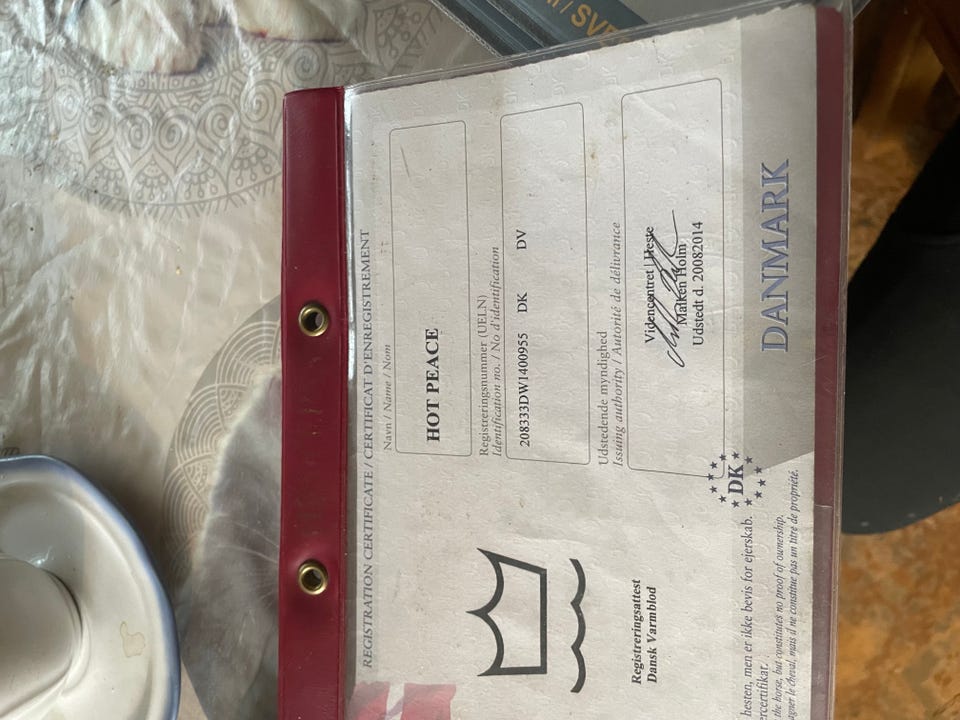 REGISTRATION CERTIFICATE / CERTIFICAT D'ENREGISTREMENT
Navn / Name / Nom
HOT PEACE
Registreringsnummer (UELN)
Identification no. / No d'identification
208333DW1400955 DK DV
Udstedende myndighed
Issuing authority / Autorité de délivrance
Videncentret Heste
Maiken Holm
Udstedt d. 20082014
DANMARK
Registreringsattest
Dansk Varmblod
DK
hesten, men er ikke bevis for ejerskab.
ercertifikat.
the horse, but constitutes no proof of ownership.
agner le cheval, mais il ne constitue pas un titre de propriété.
/ SV